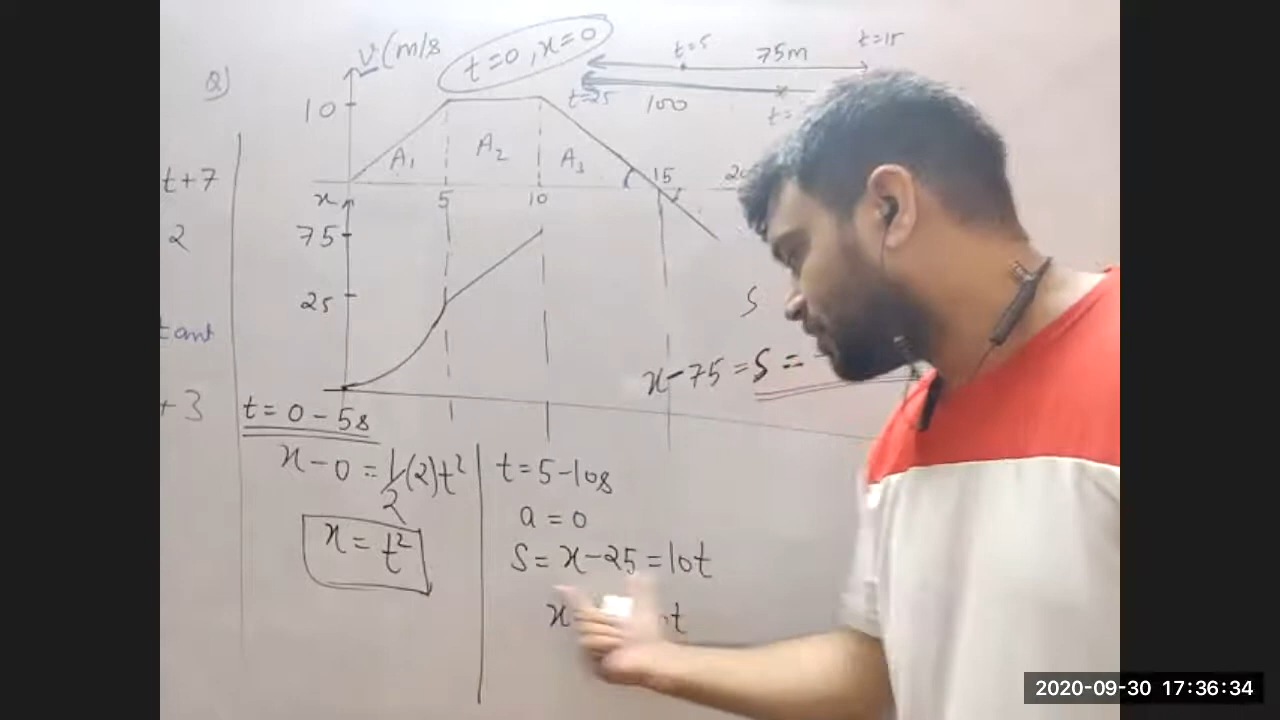 Q)
v (m/s
t=0, x=0
t=5
75m
t=15
t=25
100
t=
10
A₁
A₂
A₃
15
20
x
5
10
75
25
t+7
2
tant
+3
S
x-75=S=-
t=0-5s
x-0=1/2(2)t²
x=t²
t=5-10s
a=0
S=x-25=10t
x
t
2020-09-30 17:36:34